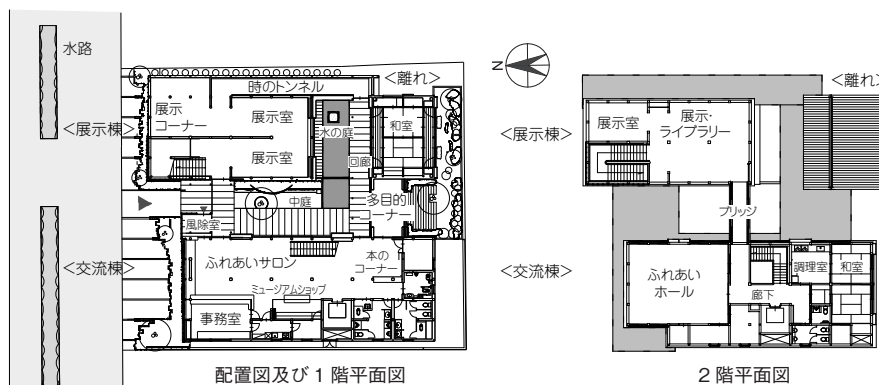 水路
時のトンネル
<離れ>
展示
コーナー
展示室
水の庭
和室
<展示棟>
展示室
回廊
中庭
多目的
コーナー
風除室
<交流棟>
ふれあいサロン
本の
コーナー
ミュージアムショップ
事務室
配置図及び1階平面図
N
<離れ>
<展示棟>
展示室
展示・
ライブラリー
ブリッジ
<交流棟>
ふれあい
ホール
調理室
和室
廊下
2階平面図